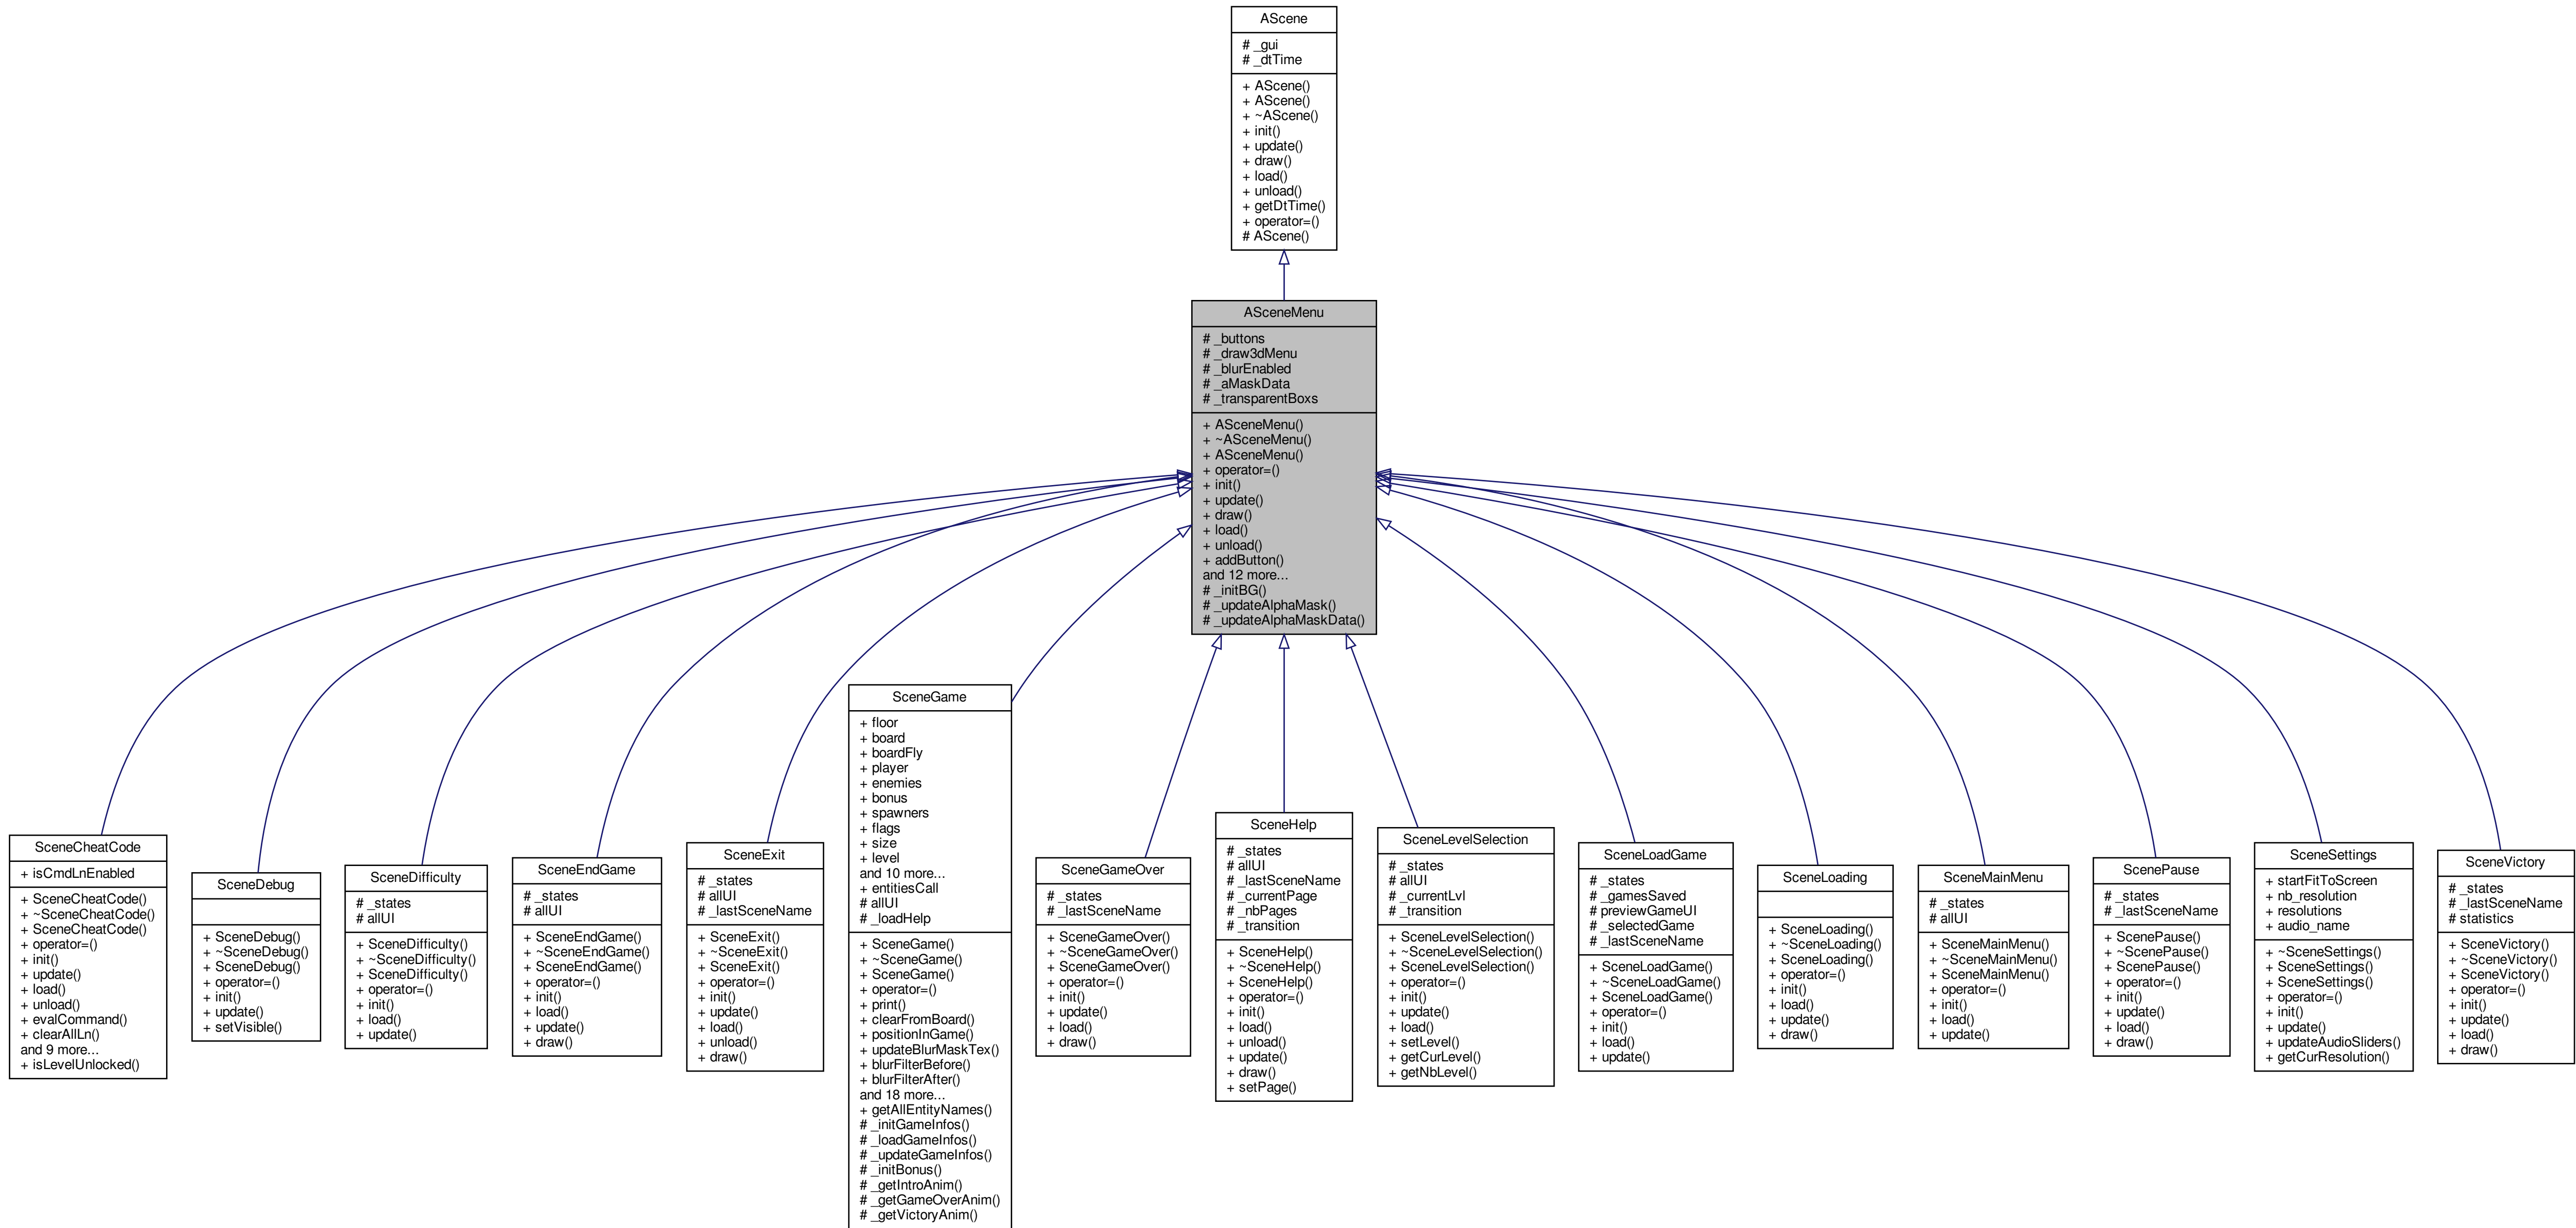 AScene
# _gui
# _dtTime
+ AScene()
+ AScene()
+ ~AScene()
+ init()
+ update()
+ draw()
+ load()
+ unload()
+ getDtTime()
+ operator=()
# AScene()
ASceneMenu
# _buttons
# _draw3dMenu
# _blurEnabled
# _aMaskData
# _transparentBoxs
+ ASceneMenu()
+ ~ASceneMenu()
+ ASceneMenu()
+ operator=()
+ init()
+ update()
+ draw()
+ load()
+ unload()
+ addButton()
and 12 more...
# _initBG()
# _updateAlphaMask()
# _updateAlphaMaskData()
SceneCheatCode
+ isCmdLnEnabled
+ SceneCheatCode()
+ ~SceneCheatCode()
+ SceneCheatCode()
+ operator=()
+ init()
+ update()
+ load()
+ unload()
+ evalCommand()
+ clearAllLn()
and 9 more...
+ isLevelUnlocked()
SceneDebug
+ SceneDebug()
+ ~SceneDebug()
+ SceneDebug()
+ operator=()
+ init()
+ update()
+ setVisible()
SceneDifficulty
# _states
# allUI
+ SceneDifficulty()
+ ~SceneDifficulty()
+ SceneDifficulty()
+ operator=()
+ init()
+ load()
+ update()
SceneEndGame
# _states
# allUI
+ SceneEndGame()
+ ~SceneEndGame()
+ SceneEndGame()
+ operator=()
+ init()
+ load()
+ update()
+ draw()
SceneExit
# _states
# allUI
# _lastSceneName
+ SceneExit()
+ ~SceneExit()
+ SceneExit()
+ operator=()
+ init()
+ update()
+ load()
+ unload()
+ draw()
SceneGame
+ floor
+ board
+ boardFly
+ player
+ enemies
+ bonus
+ spawners
+ flags
+ size
+ level
and 10 more...
+ entitiesCall
# allUI
# _loadHelp
+ SceneGame()
+ ~SceneGame()
+ SceneGame()
+ operator=()
+ print()
+ clearFromBoard()
+ positionInGame()
+ updateBlurMaskTex()
+ blurFilterBefore()
+ blurFilterAfter()
and 18 more...
+ getAllEntityNames()
# _initGameInfos()
# _loadGameInfos()
# _updateGameInfos()
# _initBonus()
# _getIntroAnim()
# _getGameOverAnim()
# _getVictoryAnim()
SceneGameOver
# _states
# _lastSceneName
+ SceneGameOver()
+ ~SceneGameOver()
+ SceneGameOver()
+ operator=()
+ init()
+ update()
+ load()
+ draw()
SceneHelp
# _states
# allUI
# _lastSceneName
# _currentPage
# _nbPages
# _transition
+ SceneHelp()
+ ~SceneHelp()
+ SceneHelp()
+ operator=()
+ init()
+ load()
+ unload()
+ update()
+ draw()
+ setPage()
SceneLevelSelection
# _states
# allUI
# _currentLvl
# _transition
+ SceneLevelSelection()
+ ~SceneLevelSelection()
+ SceneLevelSelection()
+ operator=()
+ init()
+ update()
+ load()
+ setLevel()
+ getCurLevel()
+ getNbLevel()
SceneLoadGame
# _states
# _gamesSaved
# previewGameUI
# _selectedGame
# _lastSceneName
+ SceneLoadGame()
+ ~SceneLoadGame()
+ SceneLoadGame()
+ operator=()
+ init()
+ load()
+ update()
SceneLoading
+ SceneLoading()
+ ~SceneLoading()
+ SceneLoading()
+ operator=()
+ init()
+ load()
+ update()
+ draw()
SceneMainMenu
# _states
# allUI
+ SceneMainMenu()
+ ~SceneMainMenu()
+ SceneMainMenu()
+ operator=()
+ init()
+ load()
+ update()
ScenePause
# _states
# _lastSceneName
+ ScenePause()
+ ~ScenePause()
+ ScenePause()
+ operator=()
+ init()
+ update()
+ load()
+ draw()
SceneSettings
+ startFitToScreen
+ nb_resolution
+ resolutions
+ audio_name
+ ~SceneSettings()
+ SceneSettings()
+ SceneSettings()
+ operator=()
+ init()
+ update()
+ updateAudioSliders()
+ getCurResolution()
SceneVictory
# _states
# _lastSceneName
# statistics
+ SceneVictory()
+ ~SceneVictory()
+ SceneVictory()
+ operator=()
+ init()
+ update()
+ load()
+ draw()